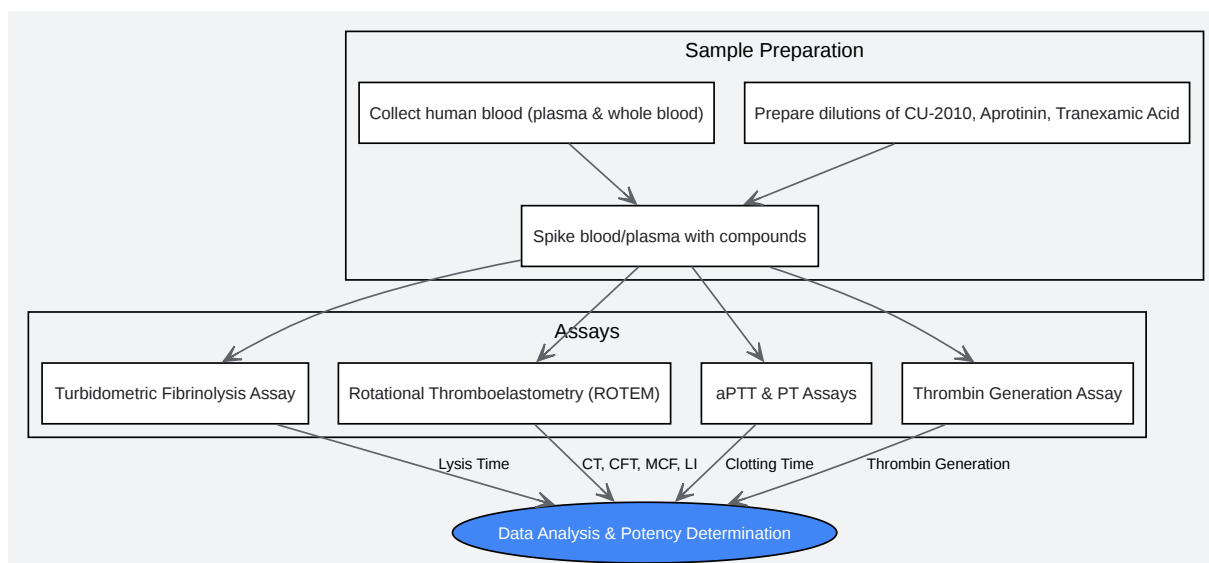 Sample Preparation
Collect human blood (plasma & whole blood)
Prepare dilutions of CU-2010, Aprotinin, Tranexamic Acid
Spike blood/plasma with compounds
Assays
Turbidometric Fibrinolysis Assay
Rotational Thromboelastometry (ROTEM)
aPTT & PT Assays
Thrombin Generation Assay
Lysis Time
CT, CFT, MCF, LI
Clotting Time
Thrombin Generation
Data Analysis & Potency Determination